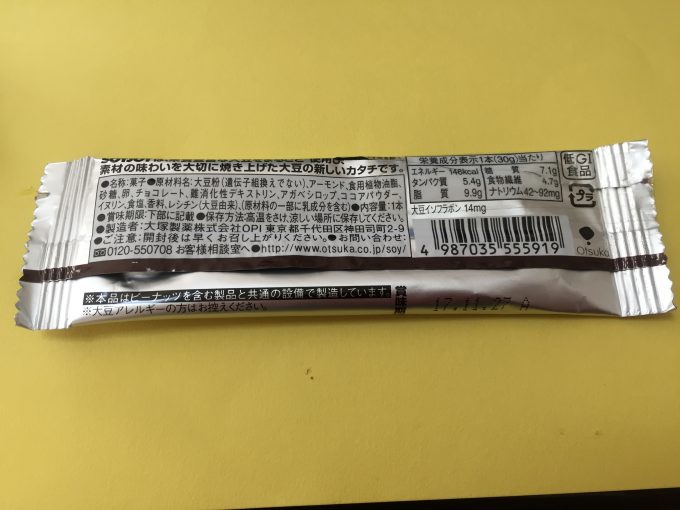 素材の味わいを大切に焼き上げた大豆の新しいカタチです。
●名称:菓子●原材料名:大豆粉(遺伝子組換えでない)、アーモンド、食用植物油脂、
砂糖、卵、チョコレート、難消化性デキストリン、アガベシロップ、ココアパウダー、
イヌリン、食塩、香料、レシチン(大豆由来)、(原材料の一部に乳成分を含む)●内容量:1本
●賞味期限:下部に記載 ●保存方法:高温をさけ、涼しい場所に保存してください。
●製造者:大塚製薬株式会社OPI 東京都千代田区神田司町2-9
●ご注意:開封後は早くお召し上がりください。●お問い合わせ:
0120-550708 お客様相談室へ●http://www.otsuka.co.jp/soy/
※本品はピーナッツを含む製品と共通の設備で製造しています。
※大豆アレルギーの方はお控えください。
栄養成分表示1本(30g)当たり
エネルギー 146kcal 糖質 7.1g
タンパク質 5.4g 食物繊維 4.7g
脂質 9.9g ナトリウム42~92mg
大豆イソフラボン 14mg
低GI
食品
プラ
4 987035 555919
Otsuka
賞味期限
17.11.27 A